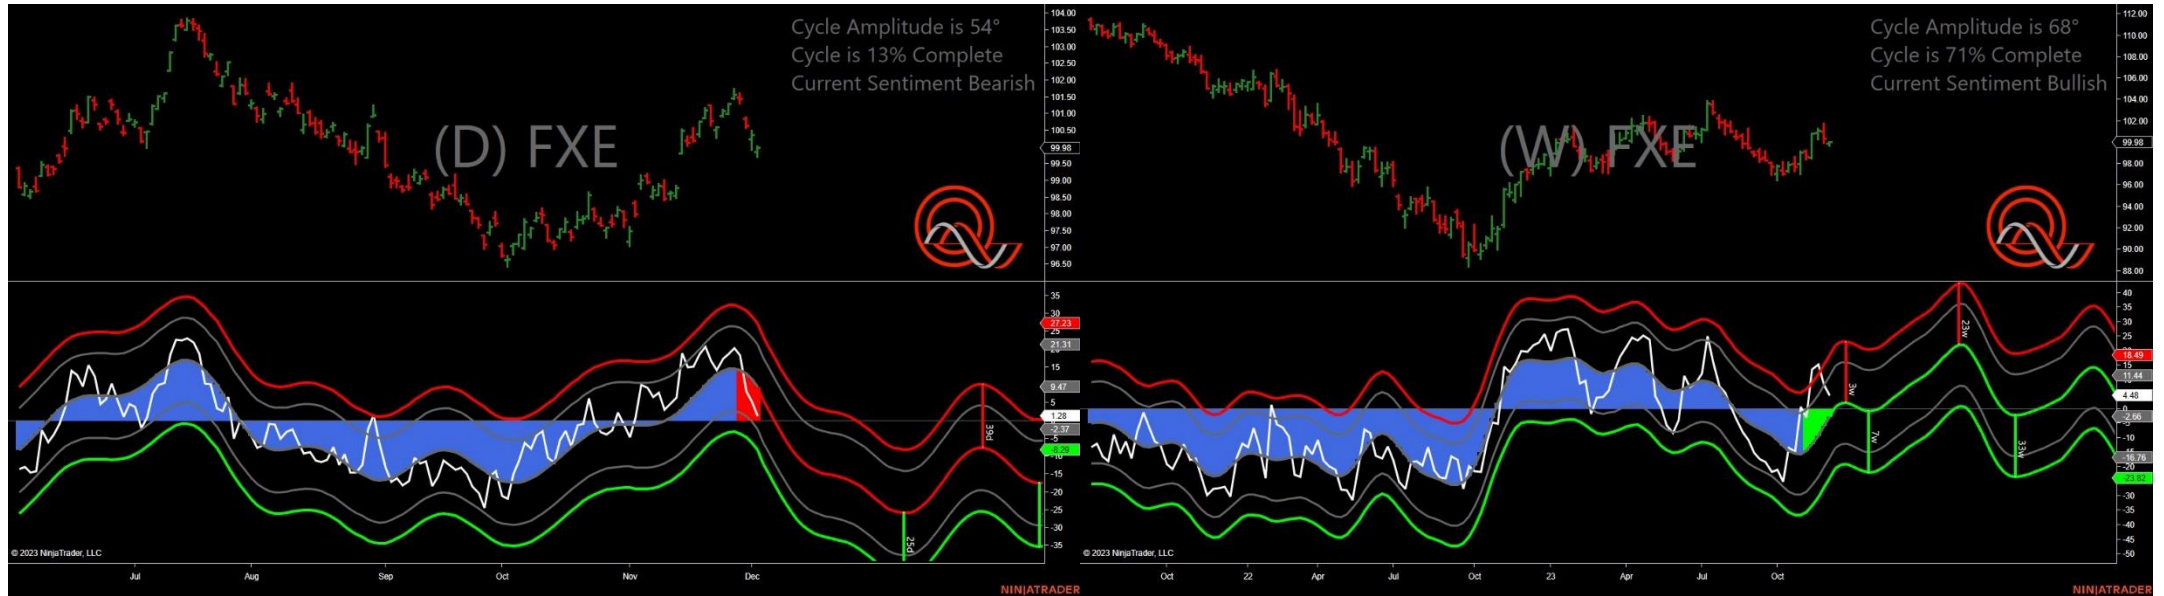 Cycle Amplitude is 54°
Cycle is 13% Complete
Current Sentiment Bearish
(D) FXE
104.00
103.50
103.00
102.50
102.00
101.50
101.00
100.50
99.98
99.50
99.00
98.50
98.00
97.50
97.00
96.50
35
30
27.23
25
21.31
15
9.47
5
1.28
-2.37
-5
-10
-15
-20
-25
-30
-35
25d
39d
© 2023 NinjaTrader, LLC
Jul
Aug
Sep
Oct
Nov
Dec
NINJATRADER
Cycle Amplitude is 68°
Cycle is 71% Complete
Current Sentiment Bullish
(W) FXE
112.00
110.00
108.00
106.00
104.00
102.00
99.98
98.00
96.00
94.00
92.00
90.00
88.00
40
35
30
25
18.49
15
11.44
4.48
0
-2.66
-10
-16.76
-20
-23.82
-30
-35
-40
-45
-50
3w
7w
23w
33w
© 2023 NinjaTrader, LLC
Oct
22
Apr
Jul
Oct
23
Apr
Jul
Oct
NINJATRADER